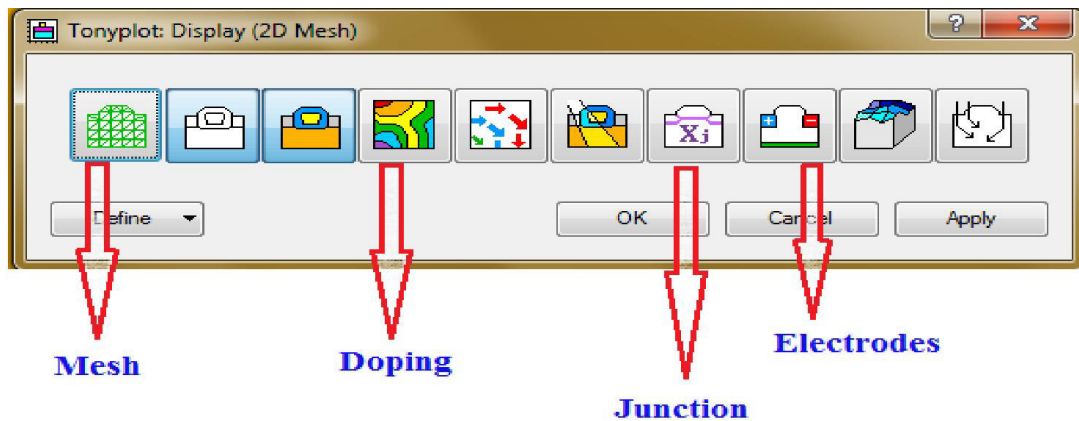 Tonyplot: Display (2D Mesh)
?
Xj
+
Define
OK
Cancel
Apply
Mesh
Doping
Electrodes
Junction